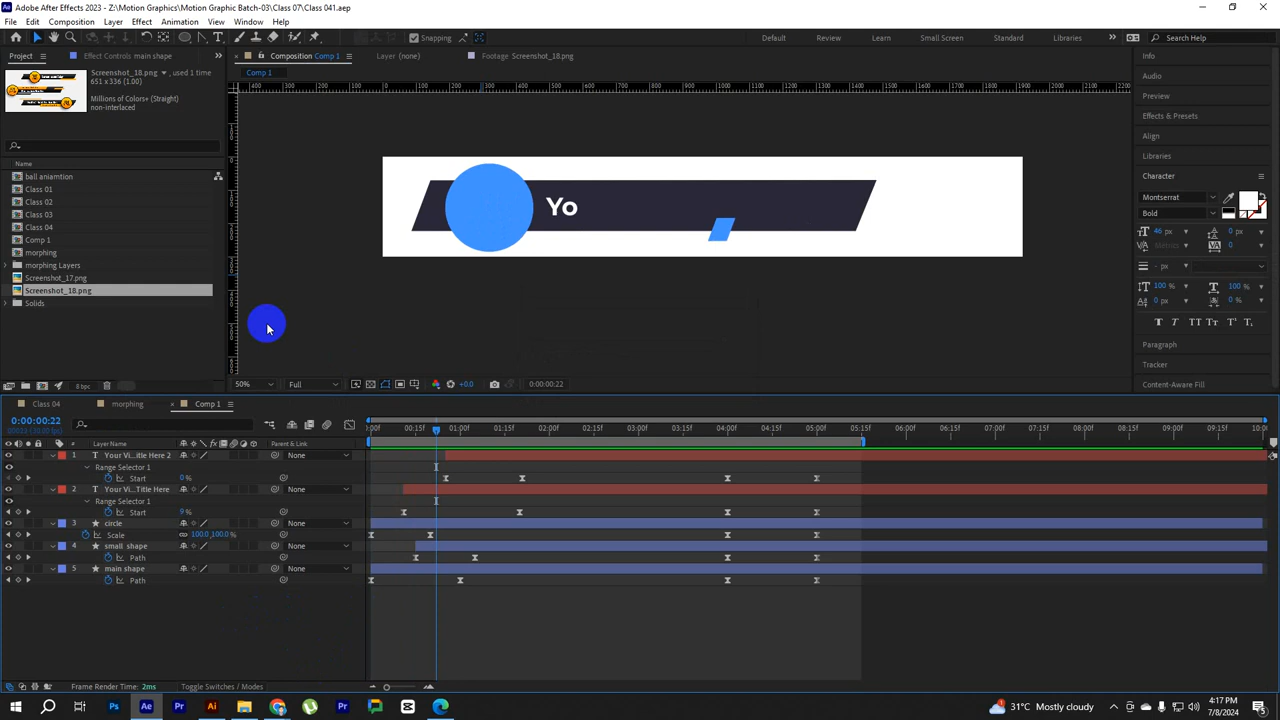 Adobe After Effects 2023 - Z:\Motion Graphics Batch-03\Class 07\Class 041.aep
File Edit Composition Layer Effect Animation View Window Help
Snapping Default Review Learn Small Screen Standard Libraries Search Help
Project Effect Controls main shape Composition Comp 1 Layer (none) Footage Screenshot_18.png Info
Screenshot_18.png , used 1 time
651 x 336 (1.00)
Millions of Colors (Straight)
non-interlaced
Comp 1
Audio
Preview
Effects & Presets
Align
Libraries
Character
Montserrat
Bold
46 px 0 px
Metrics 0
- px
100 % 100 %
0 px 0 %
Paragraph
Tracker
Content-Aware Fill
Name
ball aniamtion
Class 01
Class 02
Class 03
Class 04
Comp 1
morphing
morphing Layers
Screenshot_17.png
Screenshot_18.png
Solids
Yo
8 bpc 50% Full +0.0 0:00:00:22
Class 04 morphing Comp 1
0:00:00:22
# Layer Name Parent & Link
:00f 00:15f 01:00f 01:15f 02:00f 02:15f 03:00f 03:15f 04:00f 04:15f 05:00f 05:15f 06:00f 06:15f 07:00f 07:15f 08:00f 08:15f 09:00f 09:15f 10:00
1 Your Vi...itle Here 2 None
Range Selector 1
Start 0 %
2 Your Vi...Title Here None
Range Selector 1
Start 9 %
3 circle None
Scale 100.0,100.0 %
4 small shape None
Path
5 main shape None
Path
Frame Render Time: 2ms Toggle Switches / Modes
31°C Mostly cloudy 4:17 PM
7/8/2024